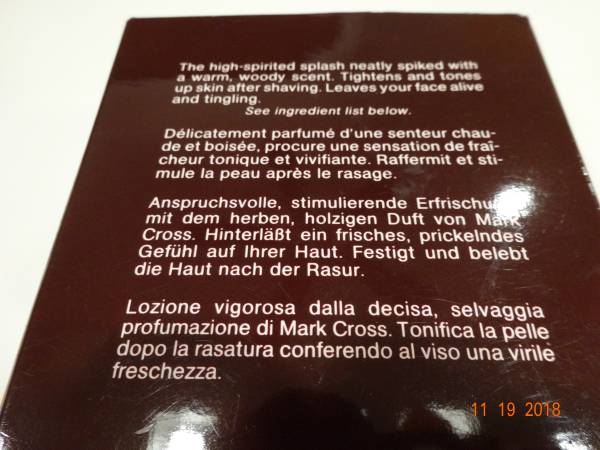 The high-spirited splash neatly spiked with
a warm, woody scent. Tightens and tones
up skin after shaving. Leaves your face alive
and tingling.
See ingredient list below.
Délicatement parfumé d'une senteur chau-
de et boisée, procure une sensation de fraî-
cheur tonique et vivifiante. Raffermit et sti-
mule la peau après le rasage.
Anspruchsvolle, stimulierende
mit dem herben, holzigen Duft von Mark
Cross. Hinterläßt ein frisches, prickelndes
Gefühl auf Ihrer Haut. Festigt und belebt
die Haut nach der Rasur.
Lozione vigorosa dalla decisa, selvaggia
profumazione di Mark Cross. Tonifica la pelle
dopo la rasatura conferendo al viso una virile
freschezza.
11 19 2018